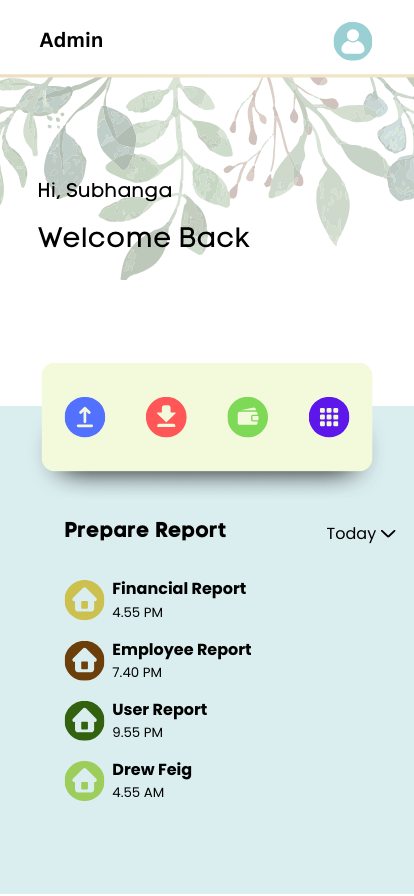 Admin
Hi, Subhanga
Welcome Back
Prepare Report
Today
Financial Report
4.55 PM
Employee Report
7.40 PM
User Report
9.55 PM
Drew Feig
4.55 AM